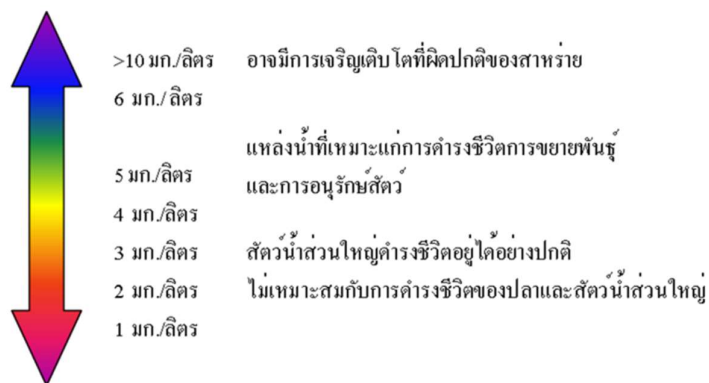 >10 มก./ลิตร อาจมีการเจริญเติบโตที่ผิดปกติของสาหร่าย
6 มก./ ลิตร
แหล่งน้ำที่เหมาะแก่การดำรงชีวิตการขยายพันธุ์
5 มก./ลิตร
และการอนุรักษ์สัตว์
4 มก./ลิตร
3 มก./ลิตร สัตว์น้ำส่วนใหญ่ดำรงชีวิตอยู่ได้อย่างปกติ
2 มก./ลิตร ไม่เหมาะสมกับการดำรงชีวิตของปลาและสัตว์น้ำส่วนใหญ่
1 มก./ลิตร